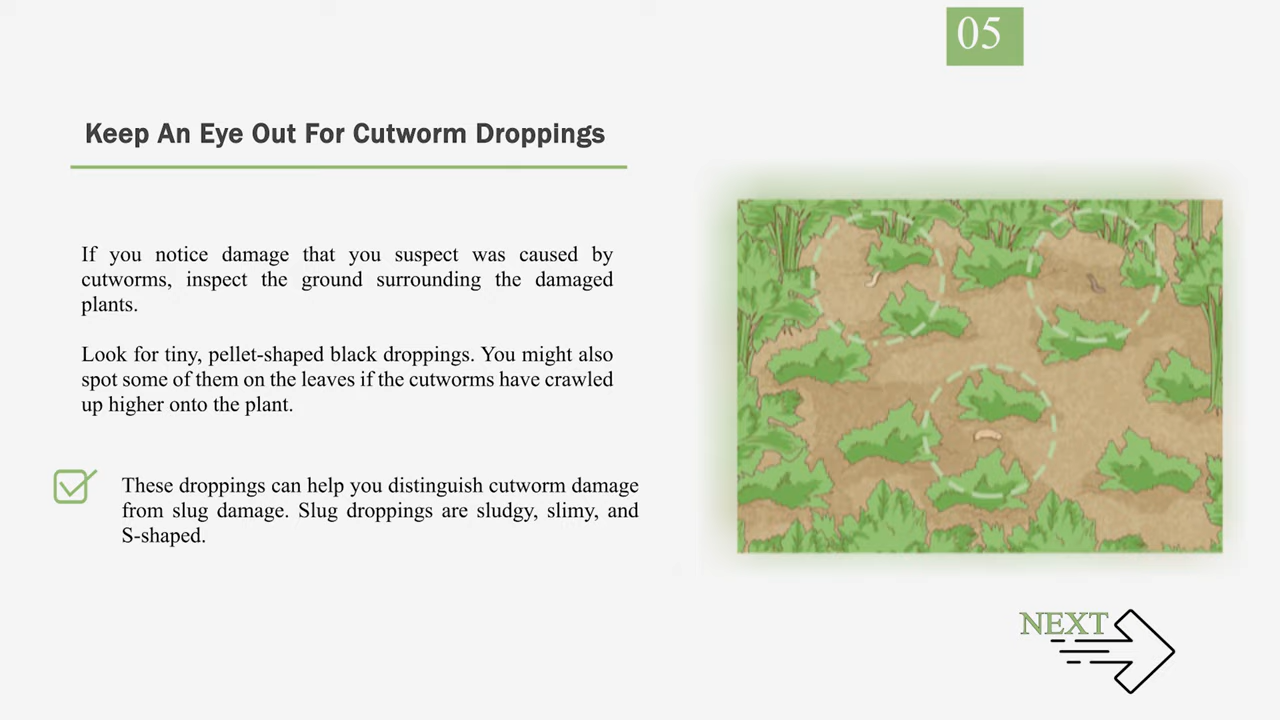 05
Keep An Eye Out For Cutworm Droppings
If you notice damage that you suspect was caused by
cutworms, inspect the ground surrounding the damaged
plants.
Look for tiny, pellet-shaped black droppings. You might also
spot some of them on the leaves if the cutworms have crawled
up higher onto the plant.
These droppings can help you distinguish cutworm damage
from slug damage. Slug droppings are sludgy, slimy, and
S-shaped.
NEXT